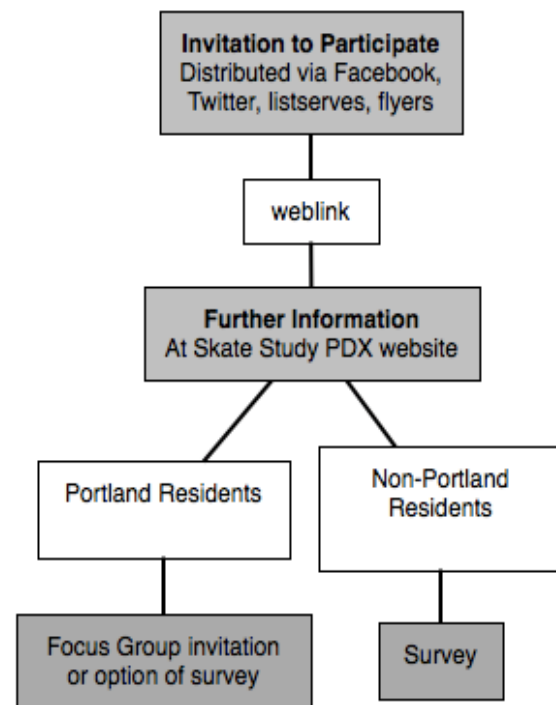 Invitation to Participate
Distributed via Facebook,
Twitter, listserves, flyers
weblink
Further Information
At Skate Study PDX website
Portland Residents
Non-Portland
Residents
Focus Group invitation
or option of survey
Survey